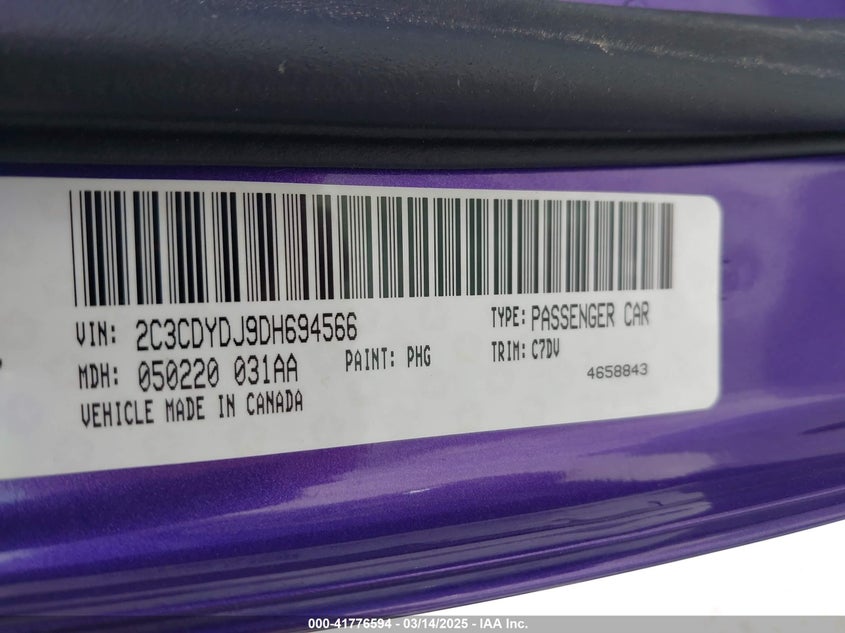 VIN: 2C3CDYDJ9DH694566
TYPE: PASSENGER CAR
MDH: 050220 031AA
PAINT: PHG
TRIM: C7DV
VEHICLE MADE IN CANADA
4658843
000-41776594 — 03/14/2025 — IAA Inc.